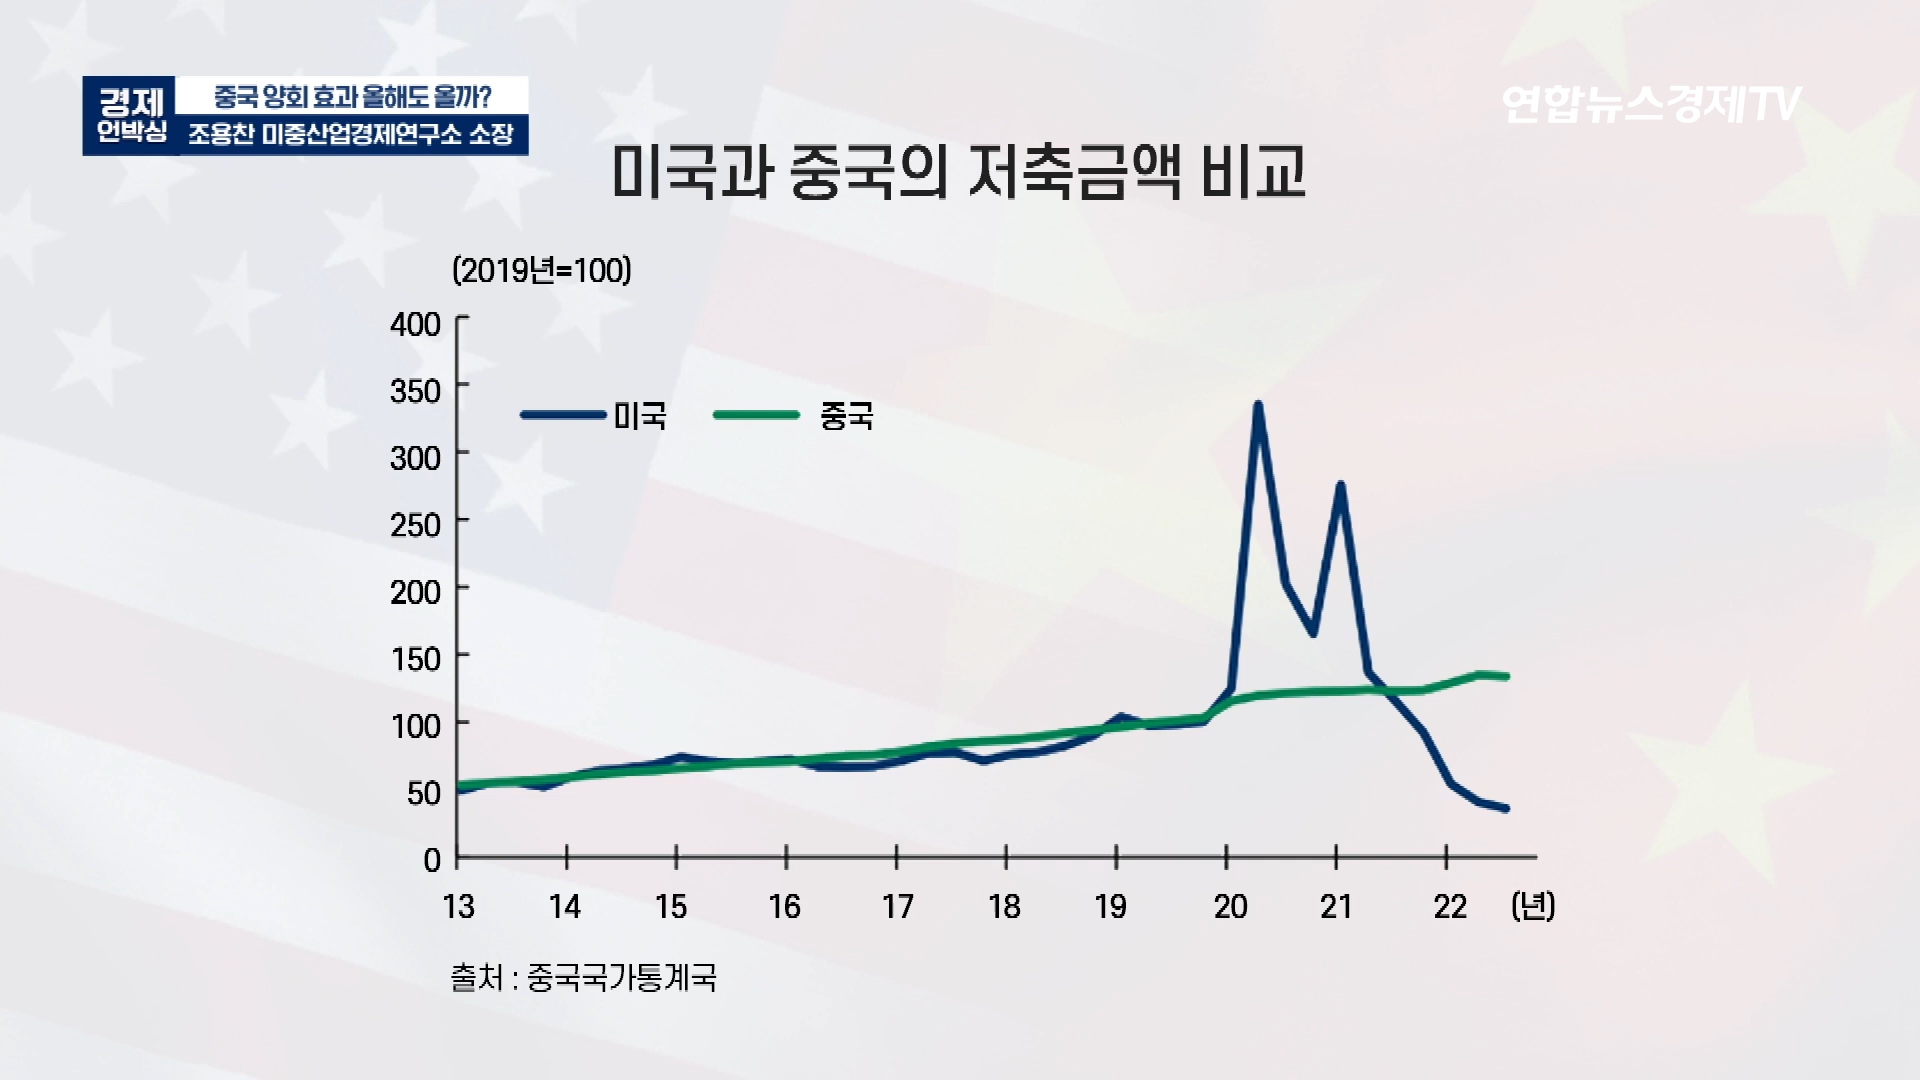 경제
언박싱
중국 양회 효과 올해도 올까?
조용찬 미중산업경제연구소 소장
연합뉴스경제TV
미국과 중국의 저축금액 비교
(2019년=100)
400
350
300
250
200
150
100
50
0
미국 중국
13 14 15 16 17 18 19 20 21 22 (년)
출처 : 중국국가통계국